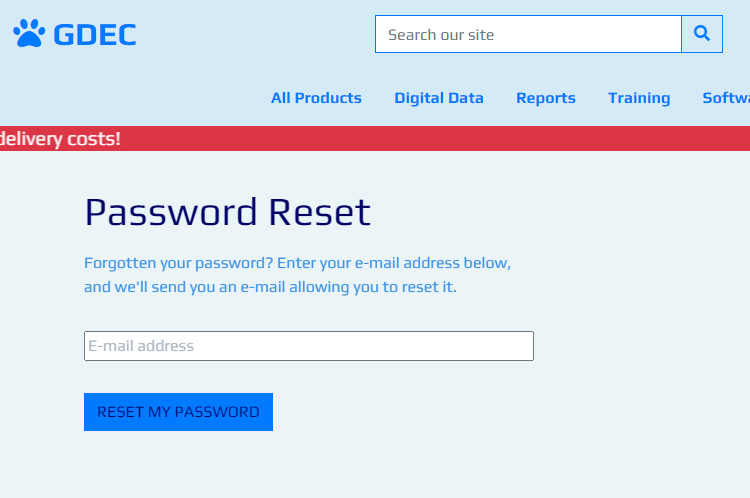 GDEC
Search our site
All Products Digital Data Reports Training
delivery costs!
Password Reset
Forgotten your password? Enter your e-mail address below,
and we'll send you an e-mail allowing you to reset it.
E-mail address
RESET MY PASSWORD